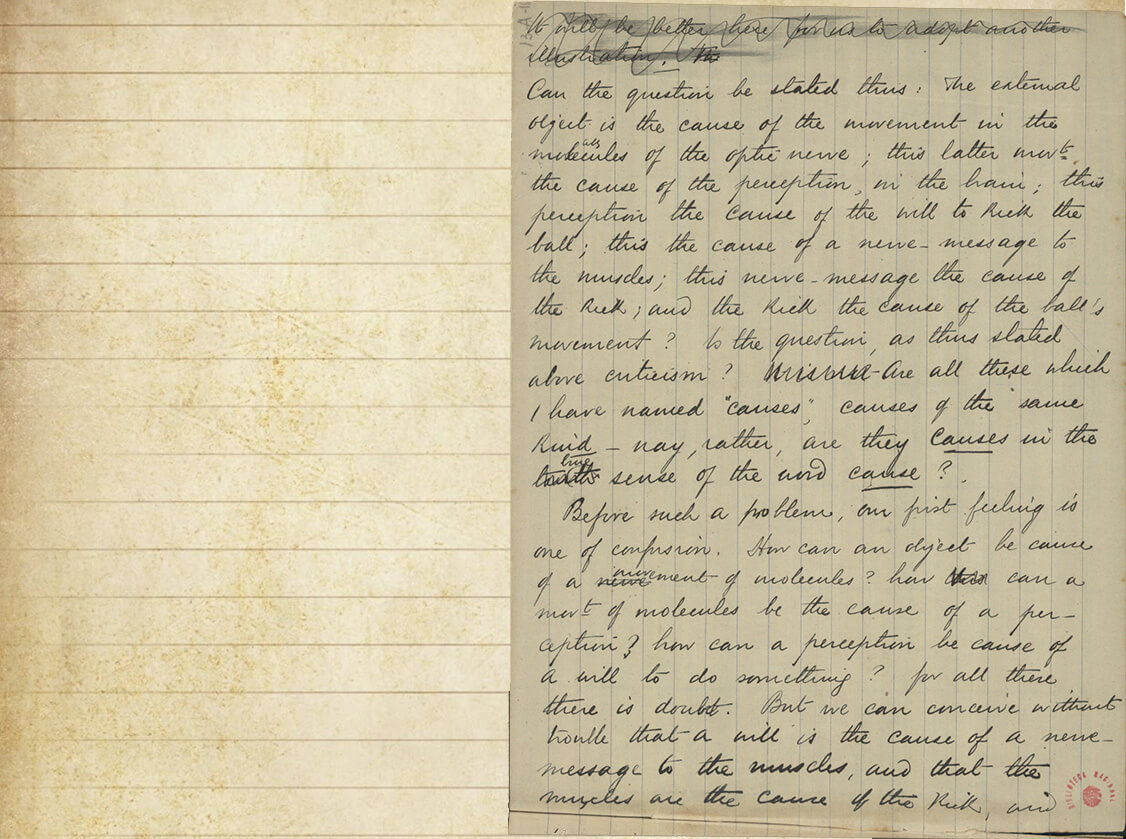 It will be better here for us to adopt another
illustration. The
Can the question be stated thus: The external
object is the cause of the movement in the
molecules of the optic nerve; this latter movt.
the cause of the perception, in the brain; this
perception the cause of the will to kick the
ball; this the cause of a nerve-message to
the muscles; this nerve-message the cause of
the kick; and the kick the cause of the ball's
movement? Is the question, as thus stated
above criticism? Are all these which
I have named "causes", causes of the same
kind – nay, rather, are they causes in the
true sense of the word cause?
Before such a problem, our first feeling is
one of confusion. How can an object be cause
of a movement of molecules? how can a
movt of molecules be the cause of a per-
ception? how can a perception be cause of
a will to do something? for all these
there is doubt. But we can conceive without
trouble that a will is the cause of a nerve-
message to the muscles, and that the
muscles are the cause of the kick, and
BIBLIOTECA NACIONAL